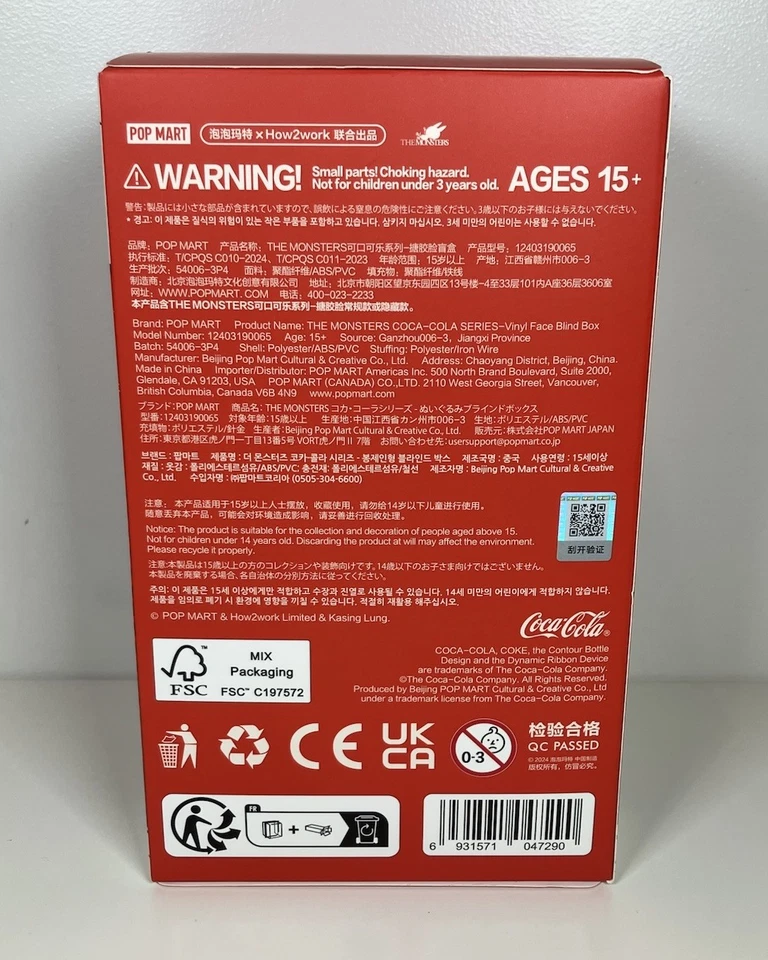 POP MART 泡泡玛特×How2work 联合出品 THE MONSTERS
WARNING! Small parts! Choking hazard.
Not for children under 3 years old. AGES 15+
警告:製品には小さな部品が含まれていますので、誤飲による窒息の危険性にご注意ください。3歳以下のお子様には与えないでください。
* 경고: 이 제품은 질식의 위험이 있는 작은 부품을 포함하고 있습니다. 삼키지 마십시오. 3세 미만의 어린이는 사용할 수 없습니다.
品牌: POP MART 产品名称: THE MONSTERS可口可乐系列-搪胶脸盲盒 产品型号: 12403190065
执行标准: T/CPQS C010-2024、T/CPQS C011-2023 年龄范围: 15岁以上 产地: 江西省赣州市006-3
生产批次: 54006-3P4 面料: 聚酯纤维/ABS/PVC 填充物: 聚酯纤维/铁线
制造商: 北京泡泡玛特文化创意有限公司 地址: 北京市朝阳区望京东园四区13号楼-4至33层101内A座36层3606室
网址: WWW.POPMART.COM 电话: 400-023-2233
本产品含THE MONSTERS可口可乐系列-搪胶脸常规款或隐藏款。
Brand: POP MART Product Name: THE MONSTERS COCA-COLA SERIES-Vinyl Face Blind Box
Model Number: 12403190065 Age: 15+ Source: Ganzhou006-3, Jiangxi Province
Batch: 54006-3P4 Shell: Polyester/ABS/PVC Stuffing: Polyester/Iron Wire
Manufacturer: Beijing Pop Mart Cultural & Creative Co., Ltd. Address: Chaoyang District, Beijing, China.
Made in China Importer/Distributor: POP MART Americas Inc. 500 North Brand Boulevard, Suite 2000,
Glendale, CA 91203, USA POP MART (CANADA) CO.,LTD. 2110 West Georgia Street, Vancouver,
British Columbia, Canada V6B 4N9 www.popmart.com
ブランド:POP MART 商品名: THE MONSTERS コカ・コーラシリーズ - ぬいぐるみブラインドボックス
型番: 12403190065 対象年齢:15歳以上 生産地:中国江西省カン州市006-3 生地: ポリエステル/ABS/PVC
充填物:ポリエステル/針金 生産者:Beijing Pop Mart Cultural & Creative Co., Ltd. 販売元: 株式会社POP MART JAPAN
住所:東京都港区虎ノ門一丁目13番5号 VORT虎ノ門II 7階 お問い合わせ先:usersupport@popmart.co.jp
브랜드 : 팝마트 제품명 : 더 몬스터즈 코카-콜라 시리즈 - 봉제인형 블라인드 박스 제조국명 : 중국 사용연령 : 15세이상
재질 : 옷감 : 폴리에스테르섬유/ABS/PVC; 충전재: 폴리에스테르섬유/철선 제조자명 : Beijing Pop Mart Cultural & Creative
Co., Ltd. 수입자명 : ㈜팝마트코리아 (0505-304-6600)
注意: 本产品适用于15岁以上人士摆放，收藏使用，请勿给14岁以下儿童进行使用。
随意丢弃本产品，可能会对环境造成影响，请妥善进行回收处理。
Notice: The product is suitable for the collection and decoration of people aged above 15.
Not for children under 14 years old. Discarding the product at will may affect the environment.
Please recycle it properly.
刮开验证
注意:本製品は15歳以上の方のコレクションや装飾向けです。14歳以下のお子さま向けではございません。
本製品を廃棄する場合、各自治体の分別方法に従ってください。
주의: 이 제품은 15세 이상에게만 적합하고 수장과 진열로 사용될 수 있습니다. 14세 미만의 어린이에게 적합하지 않습니다.
제품을 임의로 폐기 시 환경에 영향을 끼칠 수 있습니다. 적절히 재활용 해주십시오.
© POP MART & How2work Limited & Kasing Lung.
Coca-Cola®
COCA-COLA, COKE, the Contour Bottle
Design and the Dynamic Ribbon Device
are trademarks of The Coca-Cola Company.
©The Coca-Cola Company. All Rights Reserved.
Produced by Beijing POP MART Cultural & Creative Co., Ltd
under a trademark license from The Coca-Cola Company.
FSC™
MIX
Packaging
FSC™ C197572
CE UK
CA
0-3
检验合格
QC PASSED
© 2024 泡泡玛特 中国制造
版权所有，仿冒必究。
FR
+
6 931571 047290